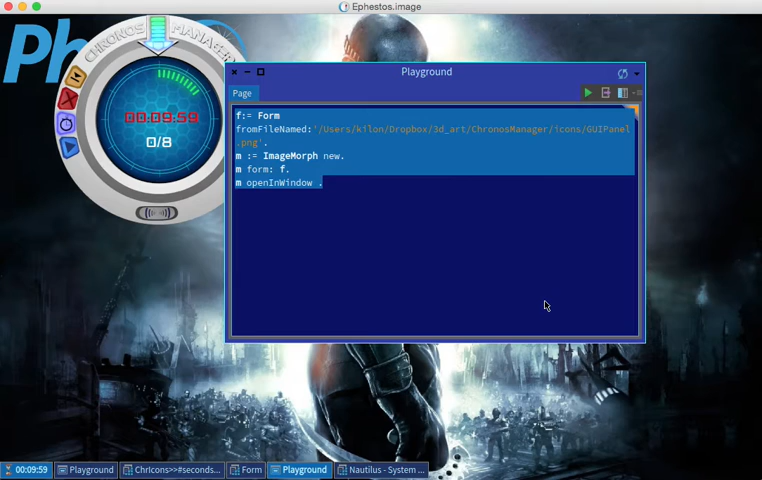 Ephestos.image
Ph
CHRONOS MANAGER
00:09:59
0/8
Playground
Page
f:= Form
fromFileNamed:'/Users/kilon/Dropbox/3d_art/ChronosManager/icons/GUIPanel
.png'.
m := ImageMorph new.
m form: f.
m openInWindow .
00:09:59
Playground
ChrIcons>>#seconds...
Form
Playground
Nautilus - System ...